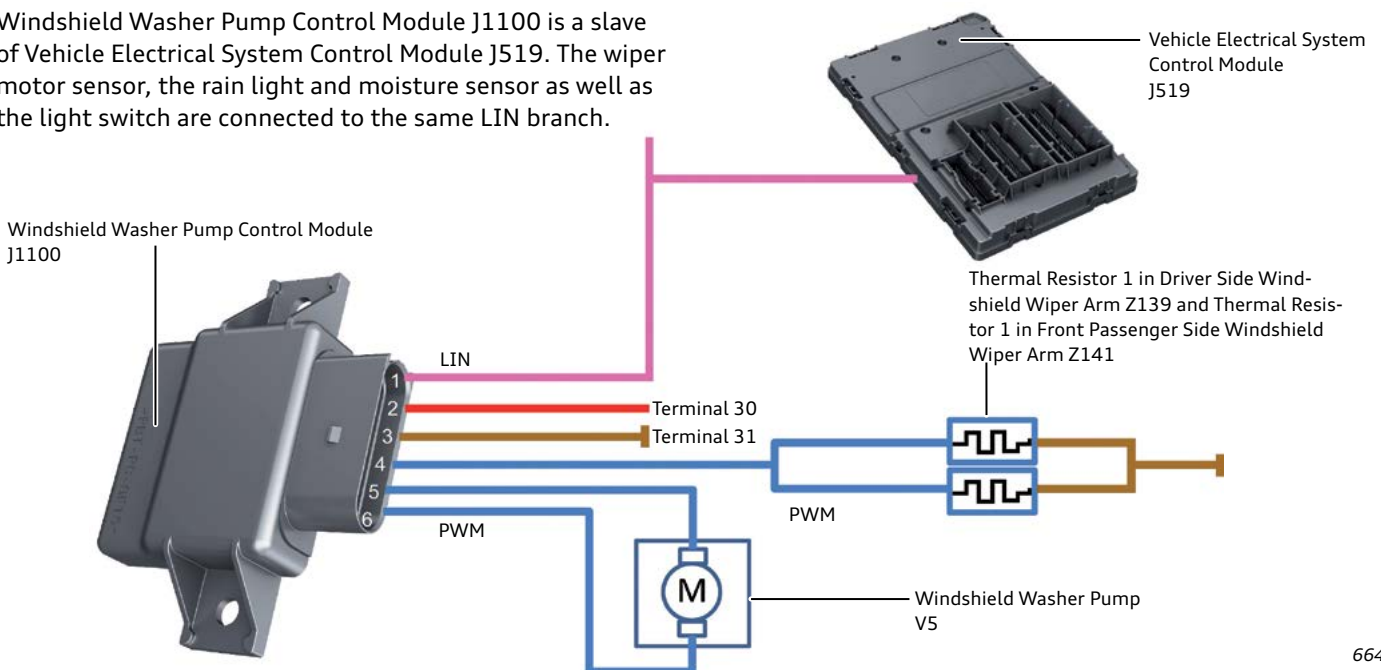 Windshield Washer Pump Control Module J1100 is a slave
of Vehicle Electrical System Control Module J519. The wiper
motor sensor, the rain light and moisture sensor as well as
the light switch are connected to the same LIN branch.
Vehicle Electrical System
Control Module
J519
Windshield Washer Pump Control Module
J1100
Thermal Resistor 1 in Driver Side Wind-
shield Wiper Arm Z139 and Thermal Resis-
tor 1 in Front Passenger Side Windshield
Wiper Arm Z141
LIN
1
2
Terminal 30
3
Terminal 31
4
5
6
PWM
PWM
M
Windshield Washer Pump
V5
664